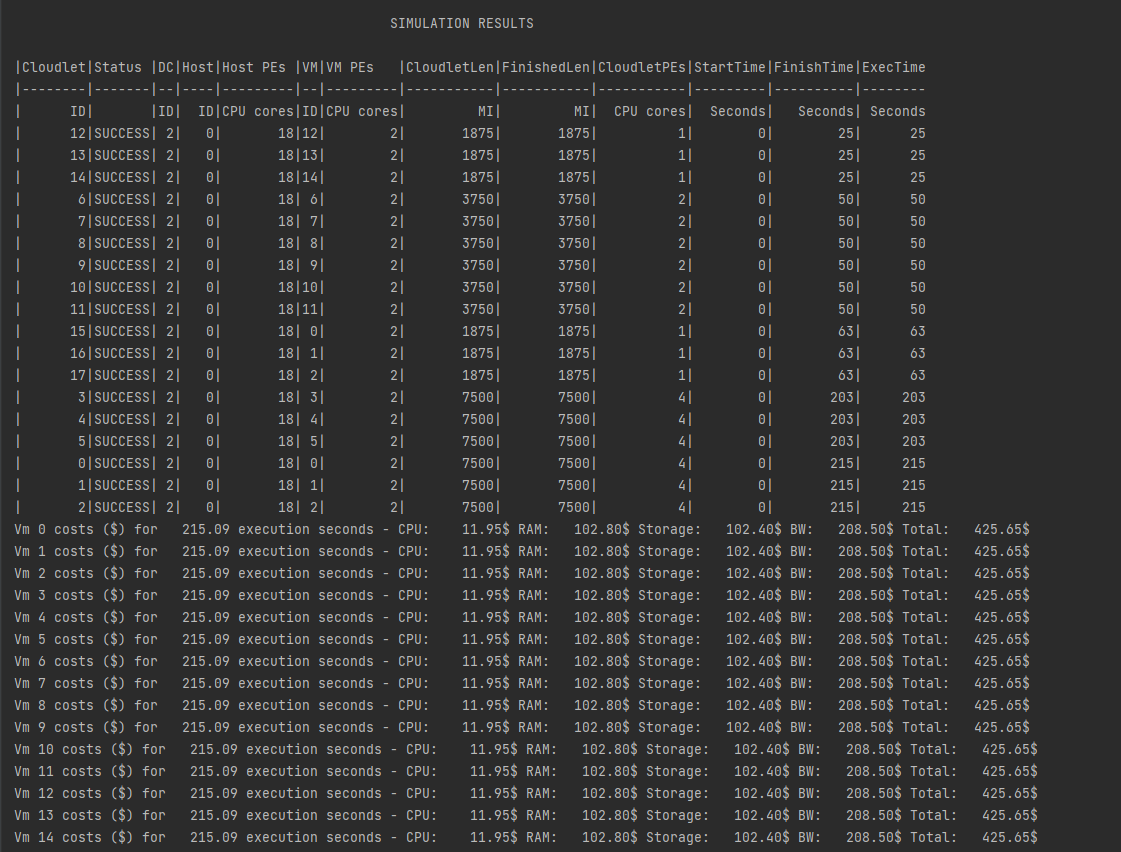 SIMULATION RESULTS
|Cloudlet|Status |DC|Host|Host PEs |VM|VM PEs   |CloudletLen|FinishedLen|CloudletPEs|StartTime|FinishTime|ExecTime
|--------|-------|--|----|---------|--|---------|-----------|-----------|-----------|---------|----------|--------
|      ID|       |ID|  ID|CPU cores|ID|CPU cores|         MI|         MI|  CPU cores|  Seconds|   Seconds| Seconds
|      12|SUCCESS| 2|   0|       18|12|        2|       1875|       1875|          1|        0|        25|      25
|      13|SUCCESS| 2|   0|       18|13|        2|       1875|       1875|          1|        0|        25|      25
|      14|SUCCESS| 2|   0|       18|14|        2|       1875|       1875|          1|        0|        25|      25
|       6|SUCCESS| 2|   0|       18| 6|        2|       3750|       3750|          2|        0|        50|      50
|       7|SUCCESS| 2|   0|       18| 7|        2|       3750|       3750|          2|        0|        50|      50
|       8|SUCCESS| 2|   0|       18| 8|        2|       3750|       3750|          2|        0|        50|      50
|       9|SUCCESS| 2|   0|       18| 9|        2|       3750|       3750|          2|        0|        50|      50
|      10|SUCCESS| 2|   0|       18|10|        2|       3750|       3750|          2|        0|        50|      50
|      11|SUCCESS| 2|   0|       18|11|        2|       3750|       3750|          2|        0|        50|      50
|      15|SUCCESS| 2|   0|       18| 0|        2|       1875|       1875|          1|        0|        63|      63
|      16|SUCCESS| 2|   0|       18| 1|        2|       1875|       1875|          1|        0|        63|      63
|      17|SUCCESS| 2|   0|       18| 2|        2|       1875|       1875|          1|        0|        63|      63
|       3|SUCCESS| 2|   0|       18| 3|        2|       7500|       7500|          4|        0|       203|     203
|       4|SUCCESS| 2|   0|       18| 4|        2|       7500|       7500|          4|        0|       203|     203
|       5|SUCCESS| 2|   0|       18| 5|        2|       7500|       7500|          4|        0|       203|     203
|       0|SUCCESS| 2|   0|       18| 0|        2|       7500|       7500|          4|        0|       215|     215
|       1|SUCCESS| 2|   0|       18| 1|        2|       7500|       7500|          4|        0|       215|     215
|       2|SUCCESS| 2|   0|       18| 2|        2|       7500|       7500|          4|        0|       215|     215
Vm 0 costs ($) for   215.09 execution seconds - CPU:    11.95$ RAM:   102.80$ Storage:   102.40$ BW:   208.50$ Total:   425.65$
Vm 1 costs ($) for   215.09 execution seconds - CPU:    11.95$ RAM:   102.80$ Storage:   102.40$ BW:   208.50$ Total:   425.65$
Vm 2 costs ($) for   215.09 execution seconds - CPU:    11.95$ RAM:   102.80$ Storage:   102.40$ BW:   208.50$ Total:   425.65$
Vm 3 costs ($) for   215.09 execution seconds - CPU:    11.95$ RAM:   102.80$ Storage:   102.40$ BW:   208.50$ Total:   425.65$
Vm 4 costs ($) for   215.09 execution seconds - CPU:    11.95$ RAM:   102.80$ Storage:   102.40$ BW:   208.50$ Total:   425.65$
Vm 5 costs ($) for   215.09 execution seconds - CPU:    11.95$ RAM:   102.80$ Storage:   102.40$ BW:   208.50$ Total:   425.65$
Vm 6 costs ($) for   215.09 execution seconds - CPU:    11.95$ RAM:   102.80$ Storage:   102.40$ BW:   208.50$ Total:   425.65$
Vm 7 costs ($) for   215.09 execution seconds - CPU:    11.95$ RAM:   102.80$ Storage:   102.40$ BW:   208.50$ Total:   425.65$
Vm 8 costs ($) for   215.09 execution seconds - CPU:    11.95$ RAM:   102.80$ Storage:   102.40$ BW:   208.50$ Total:   425.65$
Vm 9 costs ($) for   215.09 execution seconds - CPU:    11.95$ RAM:   102.80$ Storage:   102.40$ BW:   208.50$ Total:   425.65$
Vm 10 costs ($) for   215.09 execution seconds - CPU:    11.95$ RAM:   102.80$ Storage:   102.40$ BW:   208.50$ Total:   425.65$
Vm 11 costs ($) for   215.09 execution seconds - CPU:    11.95$ RAM:   102.80$ Storage:   102.40$ BW:   208.50$ Total:   425.65$
Vm 12 costs ($) for   215.09 execution seconds - CPU:    11.95$ RAM:   102.80$ Storage:   102.40$ BW:   208.50$ Total:   425.65$
Vm 13 costs ($) for   215.09 execution seconds - CPU:    11.95$ RAM:   102.80$ Storage:   102.40$ BW:   208.50$ Total:   425.65$
Vm 14 costs ($) for   215.09 execution seconds - CPU:    11.95$ RAM:   102.80$ Storage:   102.40$ BW:   208.50$ Total:   425.65$